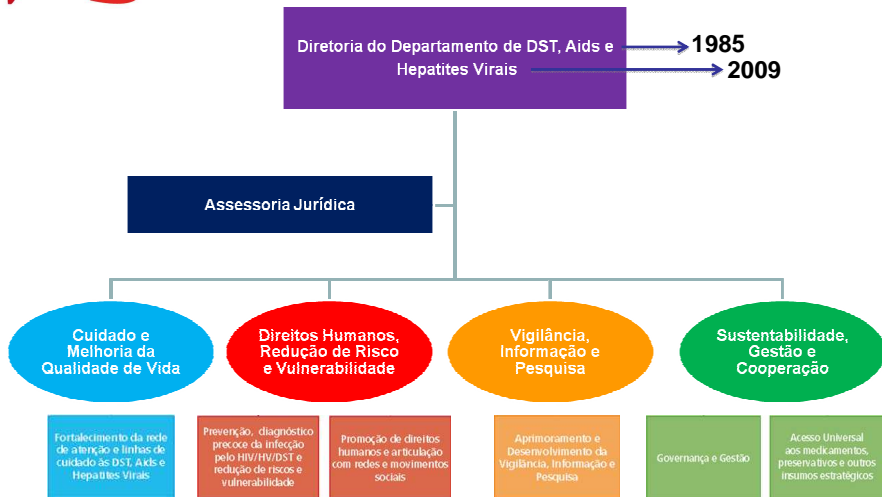 Diretoria do Departamento de DST, Aids e
Hepatites Virais
1985
2009
Assessoria Jurídica
Cuidado e
Melhoria da
Qualidade de Vida
Direitos Humanos,
Redução de Risco
e Vulnerabilidade
Vigilância,
Informação e
Pesquisa
Sustentabilidade,
Gestão e
Cooperação
Fortalecimento da rede
de atenção e linhas de
cuidado às DST, Aids e
Hepatites Virais
Prevenção, diagnóstico
precoce da infecção
pelo HIV/HV/DST e
redução de riscos e
vulnerabilidade
Promoção de direitos
humanos e articulação
com redes e movimentos
sociais
Aprimoramento e
Desenvolvimento da
Vigilância, Informação e
Pesquisa
Governança e Gestão
Acesso Universal
aos medicamentos,
preservativos e outros
insumos estratégicos